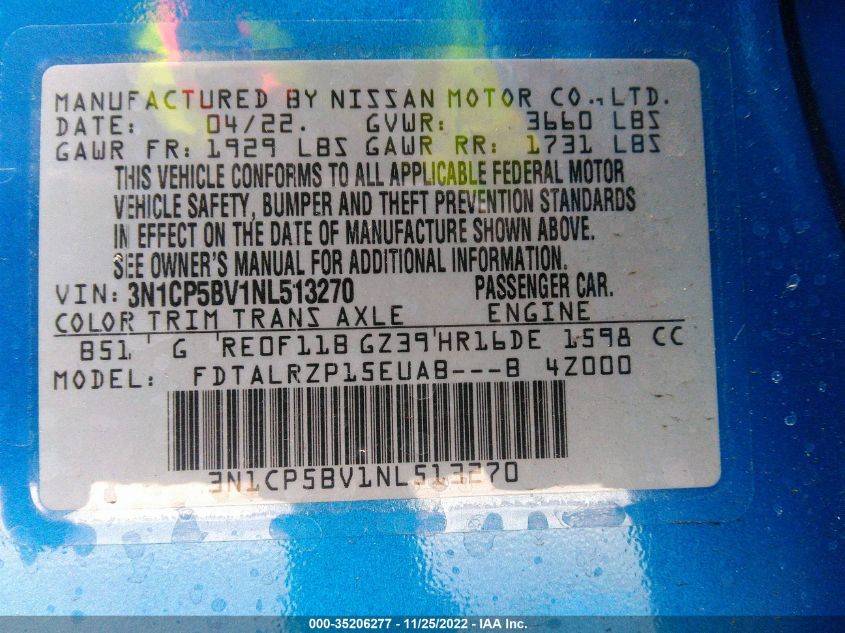 MANUFACTURED BY NISSAN MOTOR CO., LTD.
DATE: 04/22. GVWR: 3660 LBS
GAWR FR: 1929 LBS GAWR RR: 1731 LBS
THIS VEHICLE CONFORMS TO ALL APPLICABLE FEDERAL MOTOR
VEHICLE SAFETY, BUMPER AND THEFT PREVENTION STANDARDS
IN EFFECT ON THE DATE OF MANUFACTURE SHOWN ABOVE.
SEE OWNER'S MANUAL FOR ADDITIONAL INFORMATION.
VIN: 3N1CP5BV1NL513270 PASSENGER CAR.
COLOR TRIM TRANS AXLE ENGINE
B51 G RE0F11B GZ39 HR16DE 1598 CC
MODEL: FDTALRZP15EUAB---B 4Z000
3N1CP5BV1NL513270
000-35206277 - 11/25/2022 - IAA Inc.